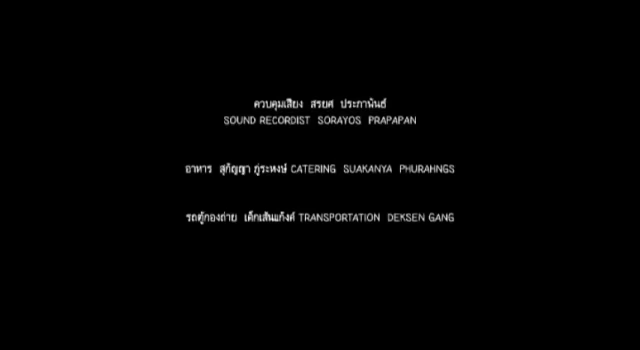 ควบคุมเสียง สรยศ ประภาพันธ์
SOUND RECORDIST SORAYOS PRAPAPAN
อาหาร สุกัญญา ภู่ระหงษ์ CATERING SUAKANYA PHURAHNGS
รถตู้กองถ่าย เด็กเส้นแก๊งค์ TRANSPORTATION DEKSEN GANG